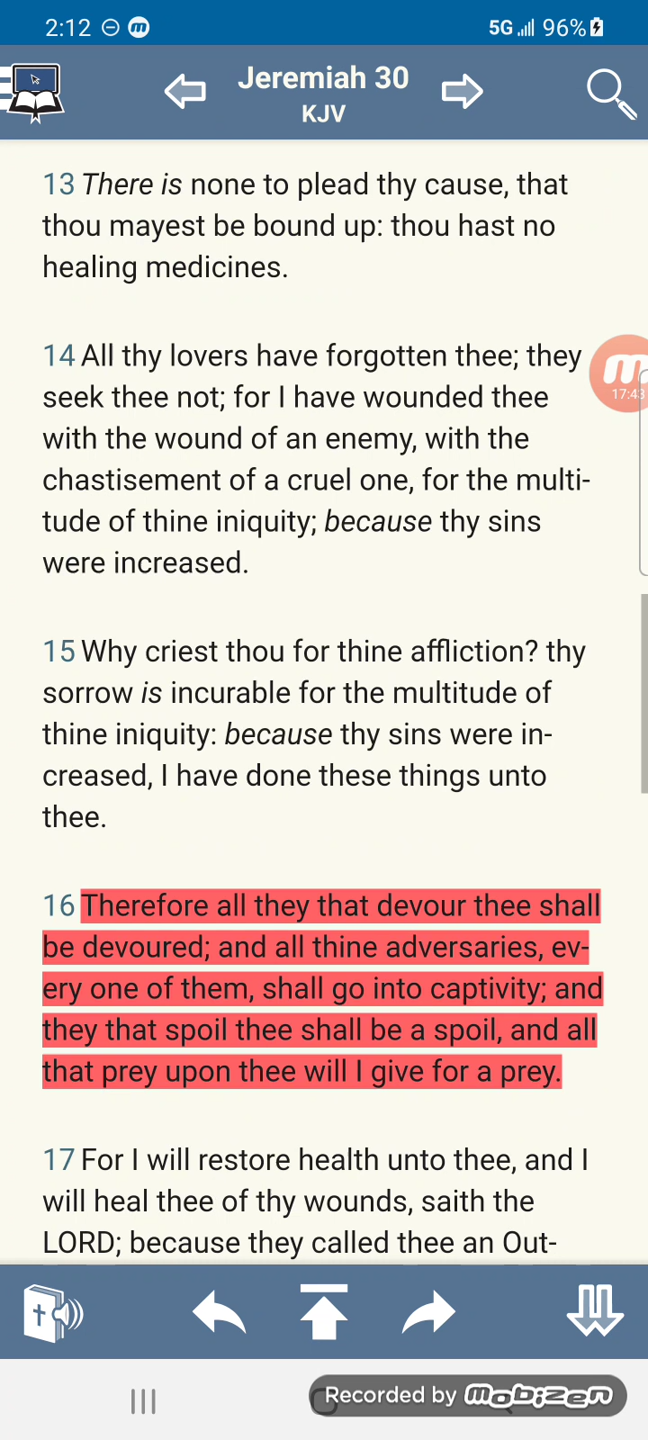 2:12 5G 96%
Jeremiah 30
KJV
13 There is none to plead thy cause, that
thou mayest be bound up: thou hast no
healing medicines.
14 All thy lovers have forgotten thee; they
seek thee not; for I have wounded thee
with the wound of an enemy, with the
chastisement of a cruel one, for the multi-
tude of thine iniquity; because thy sins
were increased.
17:43
15 Why criest thou for thine affliction? thy
sorrow is incurable for the multitude of
thine iniquity: because thy sins were in-
creased, I have done these things unto
thee.
16 Therefore all they that devour thee shall
be devoured; and all thine adversaries, ev-
ery one of them, shall go into captivity; and
they that spoil thee shall be a spoil, and all
that prey upon thee will I give for a prey.
17 For I will restore health unto thee, and I
will heal thee of thy wounds, saith the
LORD; because they called thee an Out-
Recorded by mobizen